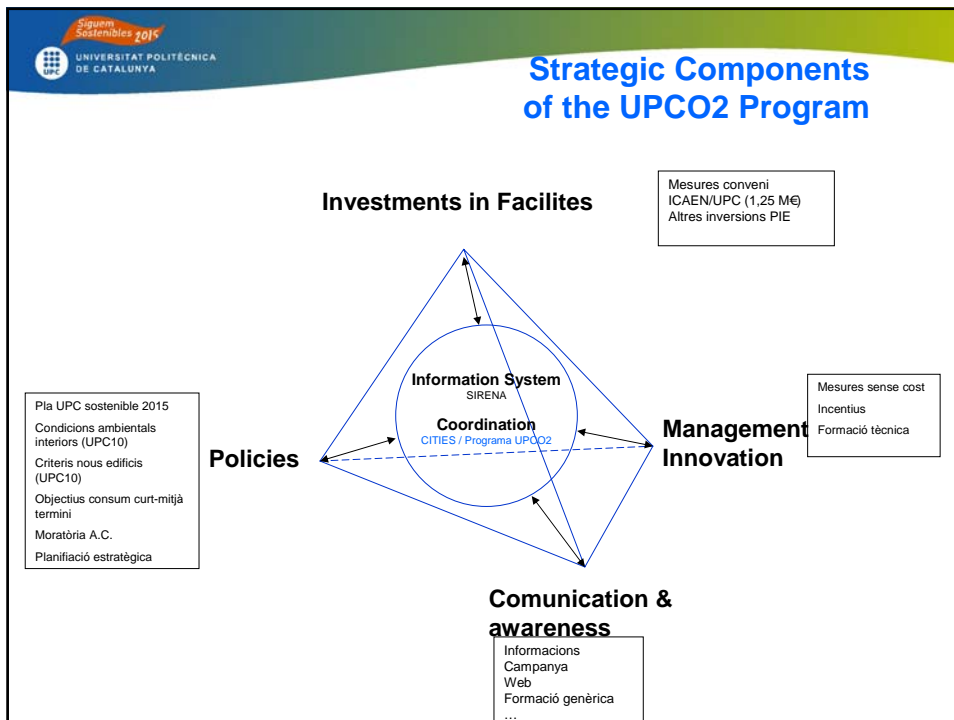 Siguem
Sostenibles 2015
UPC
UNIVERSITAT POLITÈCNICA
DE CATALUNYA
Strategic Components
of the UPCO2 Program
Investments in Facilites
Mesures conveni
ICAEN/UPC (1,25 M€)
Altres inversions PIE
Information System
SIRENA
Coordination
CITIES / Programa UPCO2
Policies
Pla UPC sostenible 2015
Condicions ambientals
interiors (UPC10)
Criteris nous edificis
(UPC10)
Objectius consum curt-mitjà
termini
Moratòria A.C.
Planifiació estratègica
Management
Innovation
Mesures sense cost
Incentius
Formació tècnica
Comunication &
awareness
Informacions
Campanya
Web
Formació genèrica
…